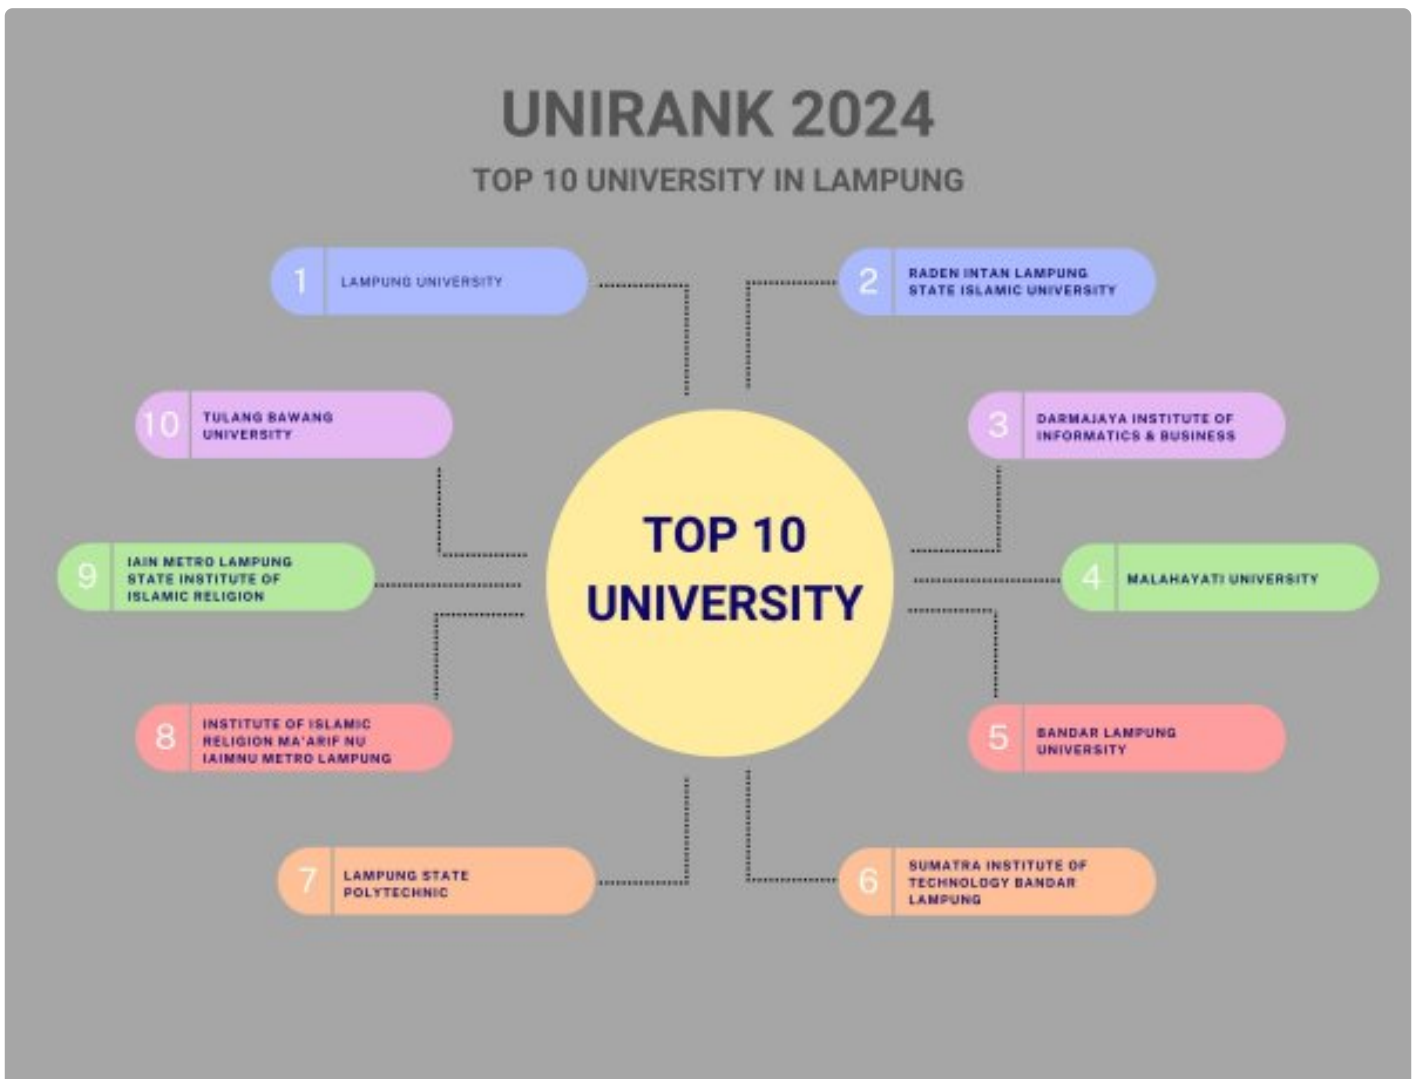 UNIRANK 2024
TOP 10 UNIVERSITY IN LAMPUNG
1
LAMPUNG UNIVERSITY
2
RADEN INTAN LAMPUNG
STATE ISLAMIC UNIVERSITY
3
DARMAJAYA INSTITUTE OF
INFORMATICS & BUSINESS
4
MALAHAYATI UNIVERSITY
5
BANDAR LAMPUNG
UNIVERSITY
6
SUMATRA INSTITUTE OF
TECHNOLOGY BANDAR
LAMPUNG
7
LAMPUNG STATE
POLYTECHNIC
8
INSTITUTE OF ISLAMIC
RELIGION MA'ARIF NU
IAIMNU METRO LAMPUNG
9
IAIN METRO LAMPUNG
STATE INSTITUTE OF
ISLAMIC RELIGION
10
TULANG BAWANG
UNIVERSITY
TOP 10
UNIVERSITY